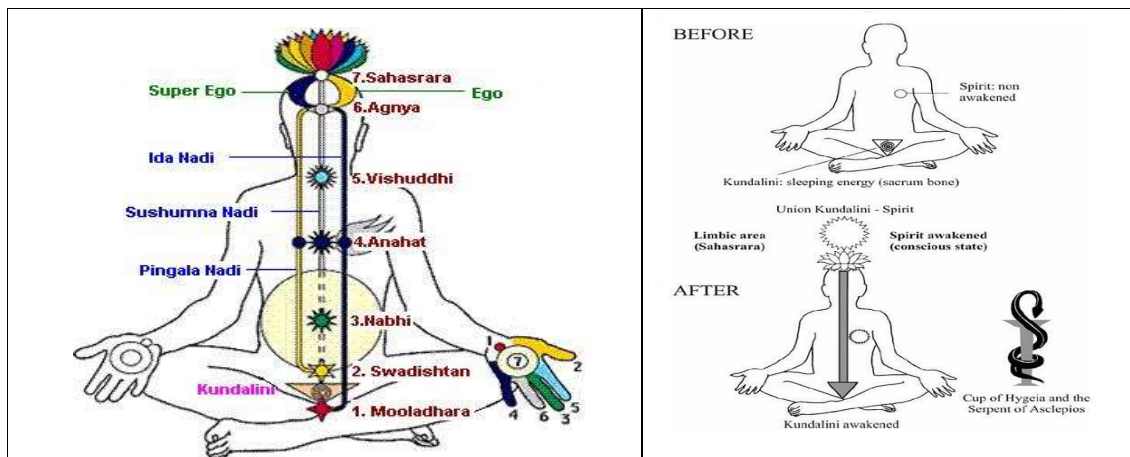 7.Sahasrara
Super Ego
Ego
6.Agnya
Ida Nadi
5.Vishuddhi
Sushumna Nadi
4.Anahat
Pingala Nadi
3.Nabhi
1
7
2
2. Swadishtan
Kundalini
1. Mooladhara
4
6
3
5
BEFORE
Spirit: non
awakened
Kundalini: sleeping energy (sacrum bone)
Union Kundalini - Spirit
Limbic area
(Sahasrara)
Spirit awakened
(conscious state)
AFTER
Cup of Hygeia and the
Serpent of Asclepios
Kundalini awakened